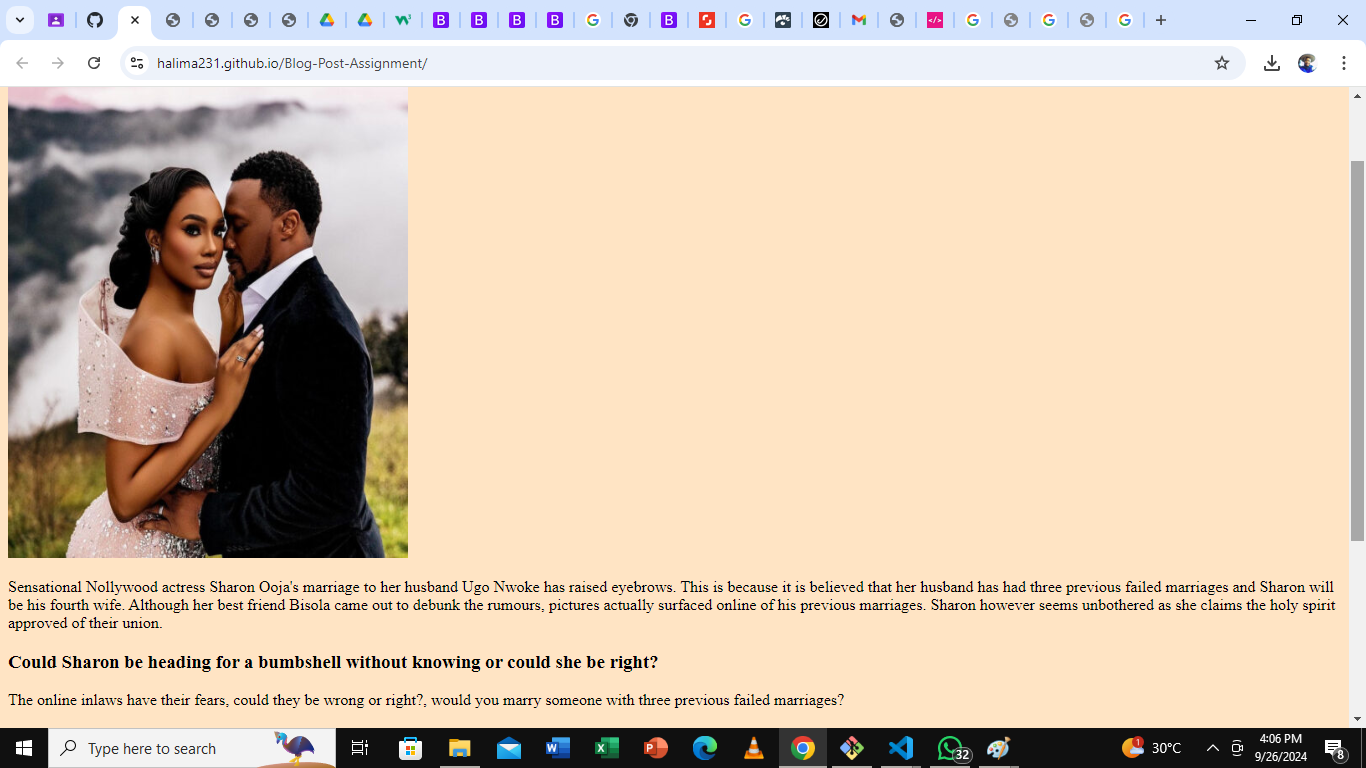 halima231.github.io/Blog-Post-Assignment/
Sensational Nollywood actress Sharon Ooja's marriage to her husband Ugo Nwoke has raised eyebrows. This is because it is believed that her husband has had three previous failed marriages and Sharon will
be his fourth wife. Although her best friend Bisola came out to debunk the rumours, pictures actually surfaced online of his previous marriages. Sharon however seems unbothered as she claims the holy spirit
approved of their union.
Could Sharon be heading for a bumbshell without knowing or could she be right?
The online inlaws have their fears, could they be wrong or right?, would you marry someone with three previous failed marriages?
Type here to search
32
1
30°C
4:06 PM
9/26/2024
8